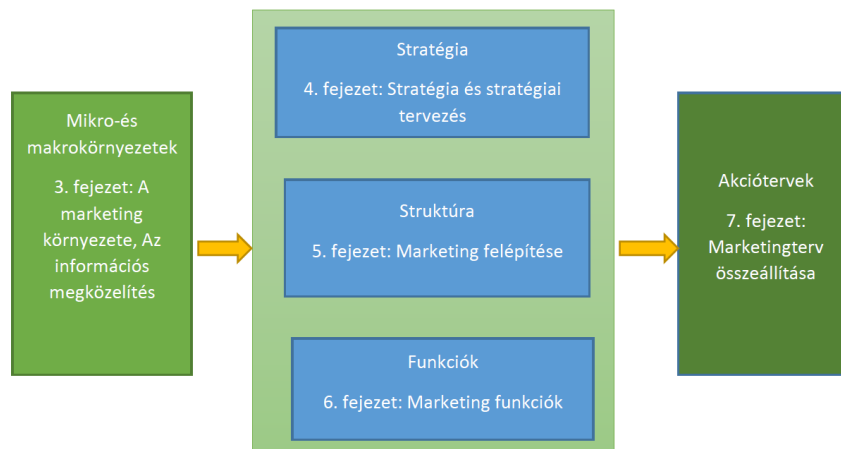 Mikro-és
makrokörnyezetek
3. fejezet: A
marketing
környezete, Az
információs
megközelítés
Stratégia
4. fejezet: Stratégia és stratégiai
tervezés
Struktúra
5. fejezet: Marketing felépítése
Funkciók
6. fejezet: Marketing funkciók
Akciótervek
7. fejezet:
Marketingterv
összeállítása